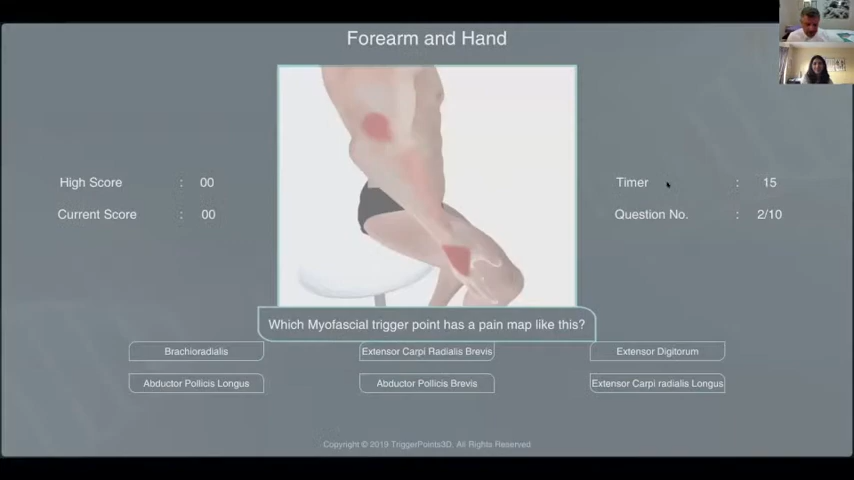 Forearm and Hand
High Score : 00
Current Score : 00
Timer : 15
Question No. : 2/10
Which Myofascial trigger point has a pain map like this?
Brachioradialis
Extensor Carpi Radialis Brevis
Extensor Digitorum
Abductor Pollicis Longus
Abductor Pollicis Brevis
Extensor Carpi radialis Longus
Copyright © 2019 TriggerPoints3D. All Rights Reserved